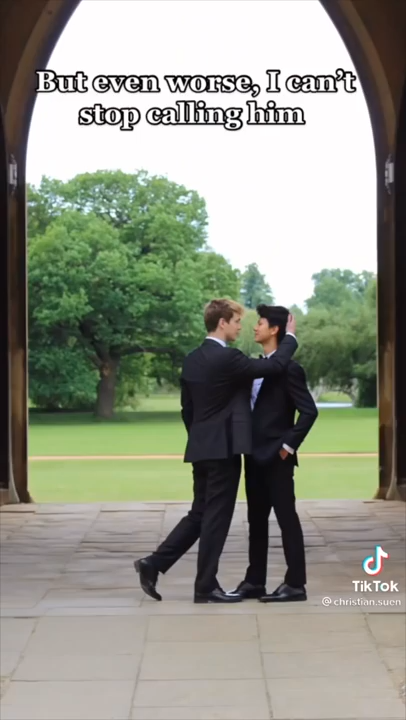 But even worse, I can't
stop calling him
TikTok
@christian.suen